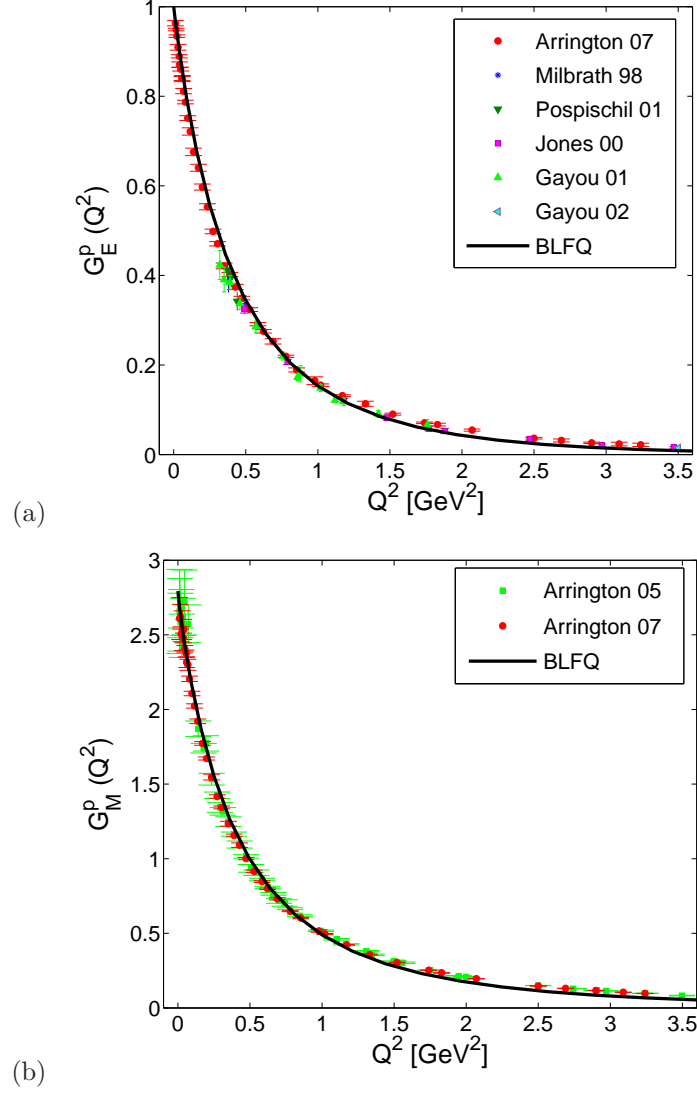 1
0.8
0.6
0.4
0.2
0
G_E^p (Q^2)
Arrington 07
Milbrath 98
Pospischil 01
Jones 00
Gayou 01
Gayou 02
BLFQ
0 0.5 1 1.5 2 2.5 3 3.5
Q^2 [GeV^2]
(a)
3
2.5
2
1.5
1
0.5
0
G_M^p (Q^2)
Arrington 05
Arrington 07
BLFQ
0 0.5 1 1.5 2 2.5 3 3.5
Q^2 [GeV^2]
(b)